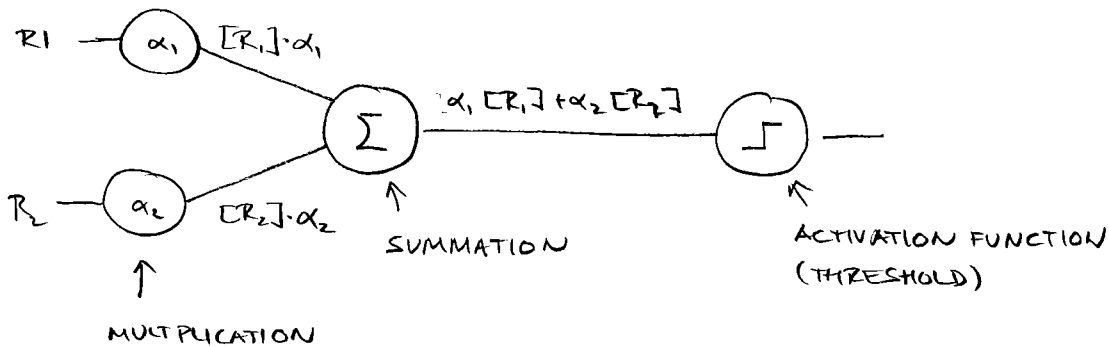 R1
α₁
[R₁]·α₁
Σ
α₁[R₁]+α₂[R₂]
R₂
α₂
[R₂]·α₂
SUMMATION
ACTIVATION FUNCTION
(THRESHOLD)
MULTPLICATION